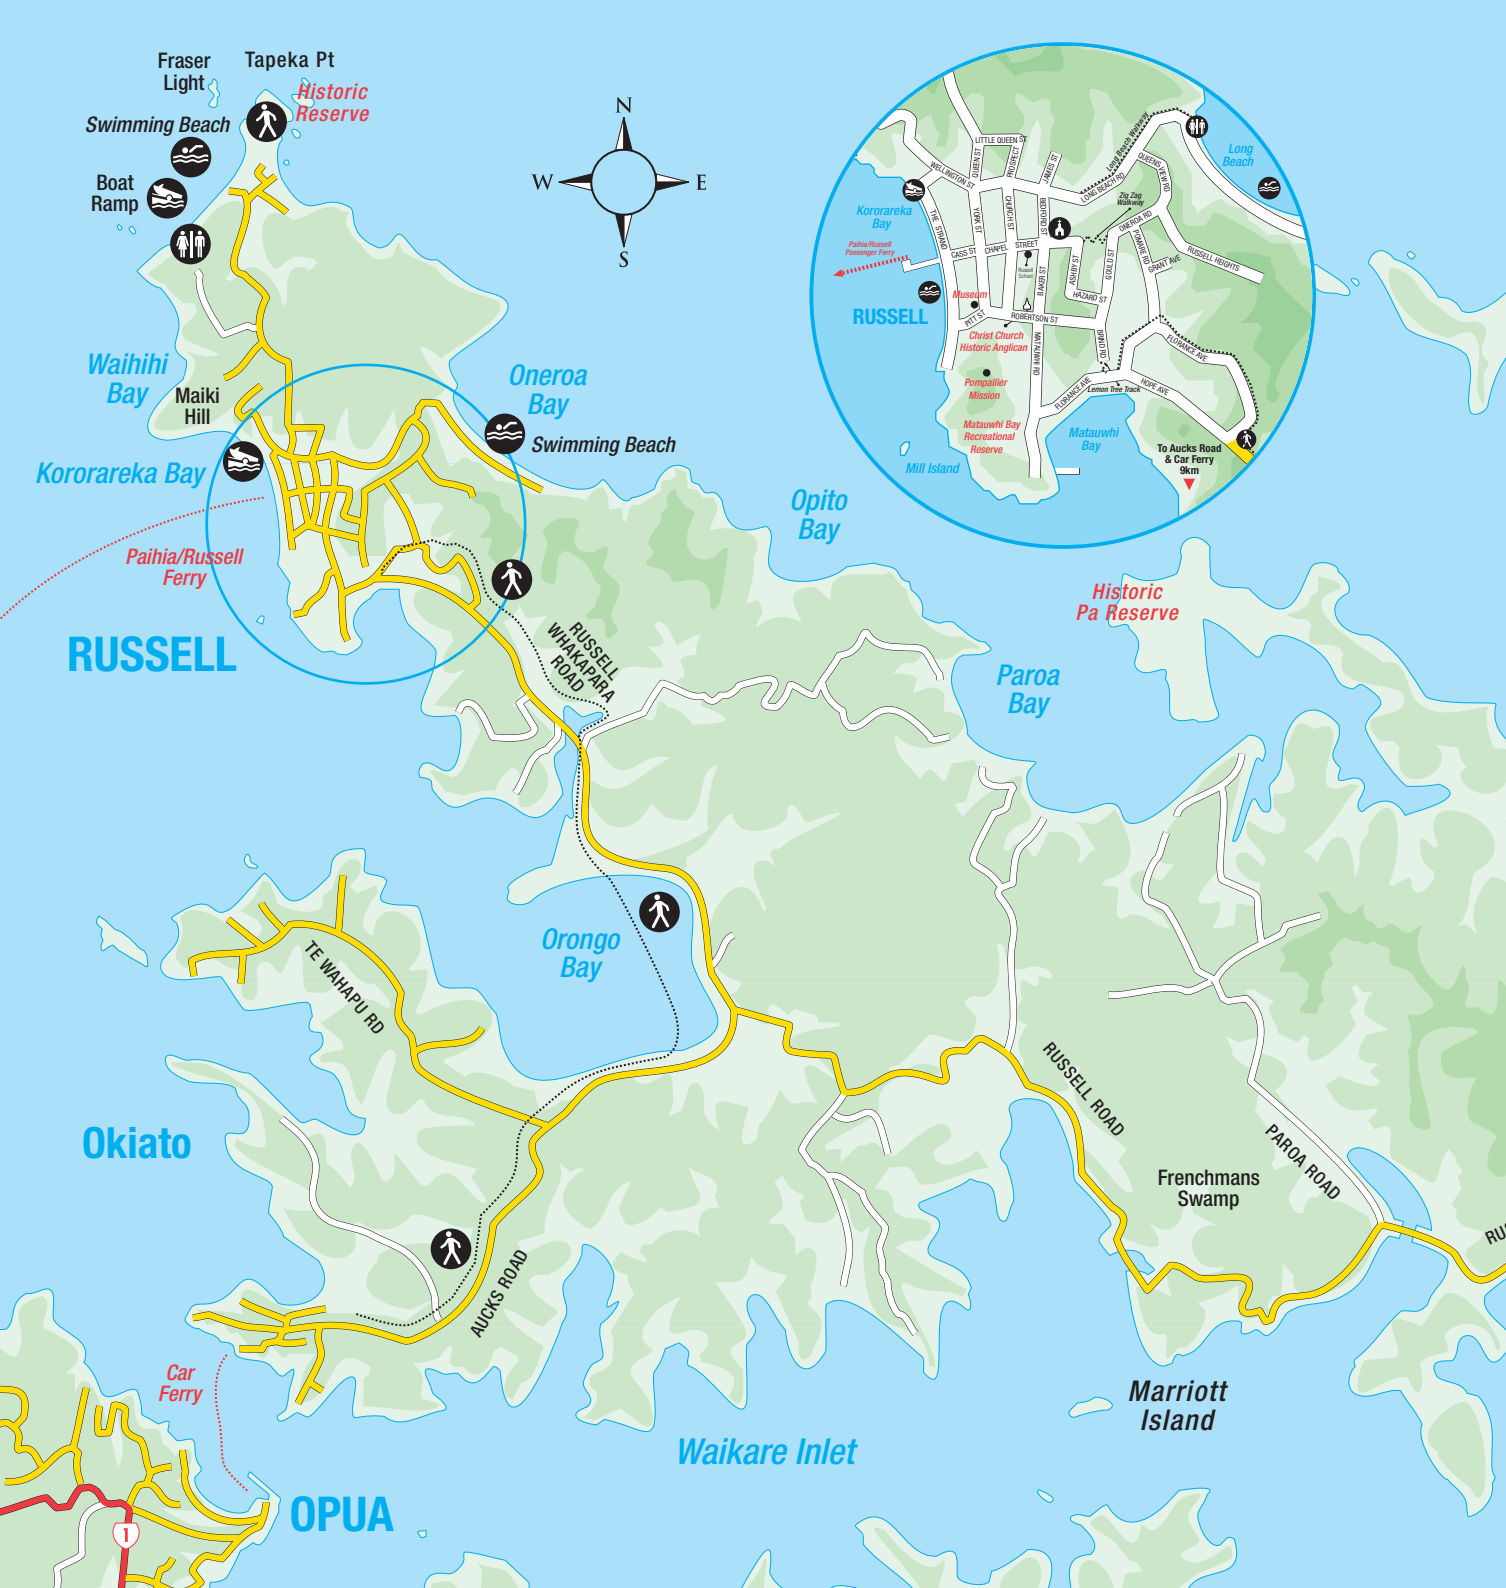 Fraser
Light
Tapeka Pt
Historic
Reserve
Swimming Beach
Boat
Ramp
N
W
E
S
Waihihi
Bay
Maiki
Hill
Oneroa
Bay
Swimming Beach
Kororareka Bay
Paihia/Russell
Ferry
RUSSELL
Opito
Bay
RUSSELL
WHAKAPARA
ROAD
Historic
Pa Reserve
Paroa
Bay
Orongo
Bay
TE WAHAPU RD
Okiato
RUSSELL ROAD
PAROA ROAD
Frenchmans
Swamp
AUCKS ROAD
Car
Ferry
Marriott
Island
Waikare Inlet
OPUA
1
RUS
LITTLE QUEEN ST
QUEEN ST
PROSPECT
JAMES ST
WELLINGTON ST
Long Beach Walkway
LONG BEACH RD
QUEENS VIEW RD
Long
Beach
Zig Zag
Walkway
Kororareka
Bay
THE STRAND
YORK ST
CHURCH ST
BEDFORD ST
ONEROA RD
POMARE RD
Paihia/Russell
Passenger Ferry
CASS ST
CHAPEL
STREET
Russell
School
BAKER ST
ASHBY ST
GOULD ST
GRANT AVE
RUSSELL HEIGHTS
HAZARD ST
Museum
RUSSELL
PITT ST
ROBERTSON ST
Christ Church
Historic Anglican
MATAUWHI RD
BRIND RD
FLORANCE AVE
Pompallier
Mission
FLORANCE AVE
Lemon Tree Track
HOPE AVE
Matauwhi Bay
Recreational
Reserve
Matauwhi
Bay
Mill Island
To Aucks Road
& Car Ferry
9km